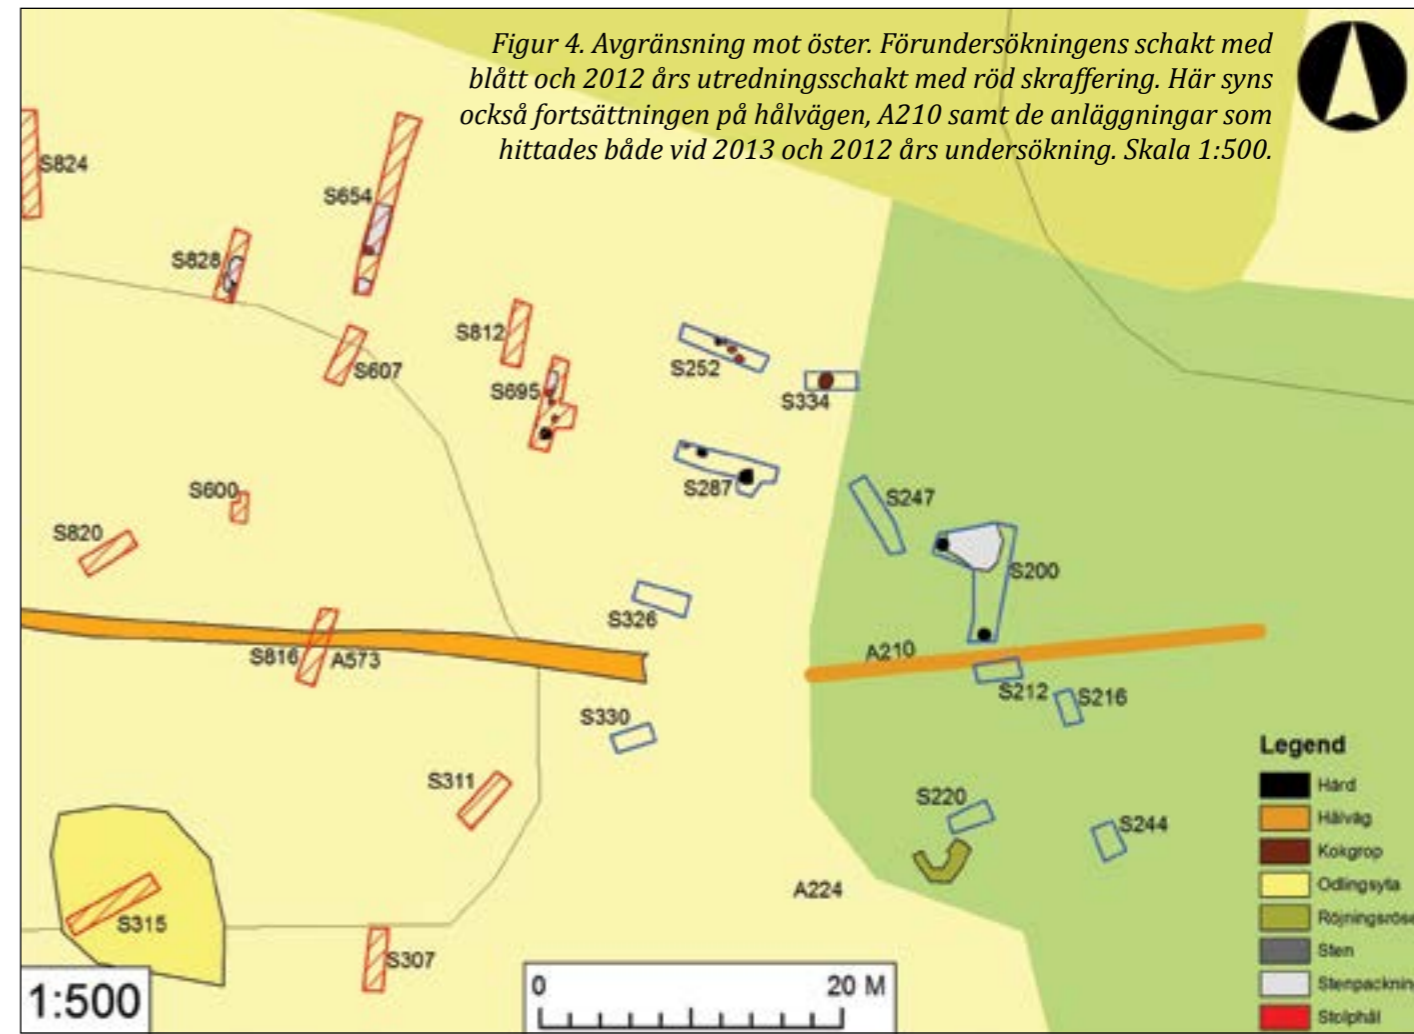 Figur 4. Avgränsning mot öster. Förundersökningens schakt med
blått och 2012 års utredningsschakt med röd skraffering. Här syns
också fortsättningen på hålvägen, A210 samt de anläggningar som
hittades både vid 2013 och 2012 års undersökning. Skala 1:500.
S824
S654
S828
S812
S607
S695
S252
S334
S287
S600
S820
S247
S200
S326
S816
A573
A210
S212
S216
S330
S311
S220
S244
A224
S315
S307
Legend
Härd
Hålväg
Kokgrop
Odlingsyta
Röjningsröse
Sten
Stenpackning
Stolphål
1:500
0 20 M